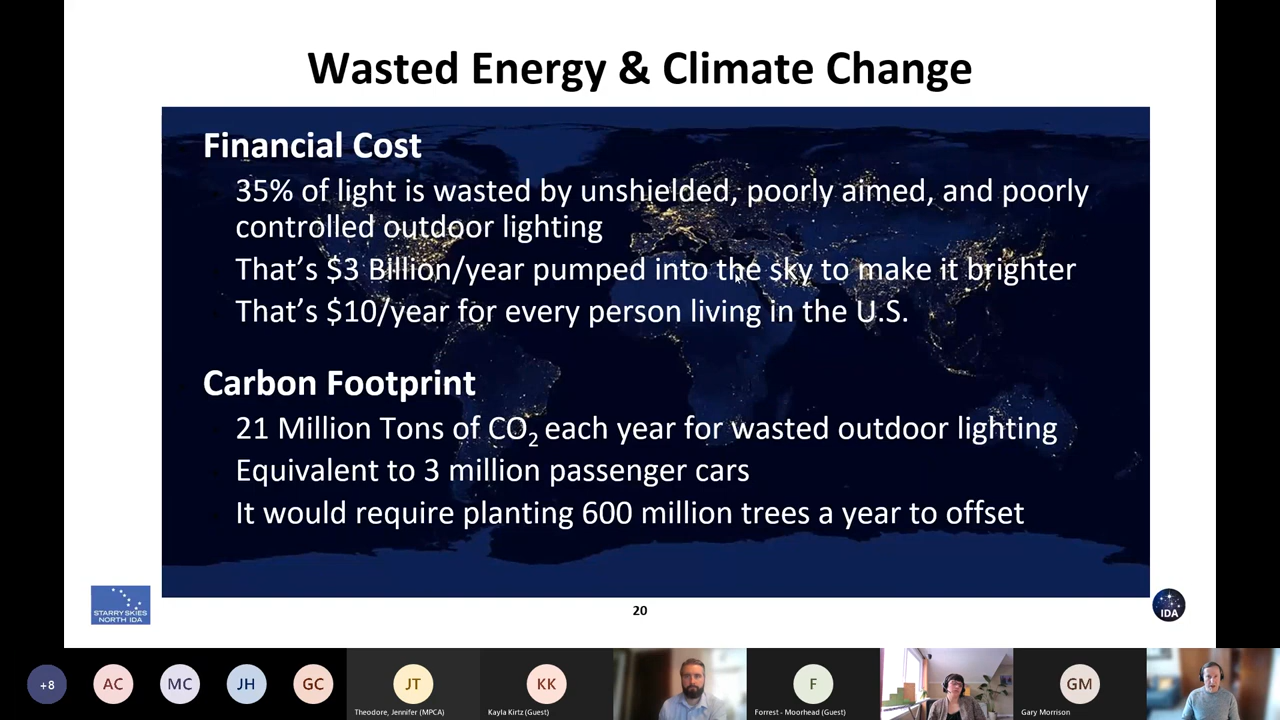 Wasted Energy & Climate Change
Financial Cost
35% of light is wasted by unshielded, poorly aimed, and poorly
controlled outdoor lighting
That's $3 Billion/year pumped into the sky to make it brighter
That's $10/year for every person living in the U.S.
Carbon Footprint
21 Million Tons of CO₂ each year for wasted outdoor lighting
Equivalent to 3 million passenger cars
It would require planting 600 million trees a year to offset
STARRY SKIES
NORTH IDA
20
IDA
+8
AC
MC
JH
GC
JT
KK
F
GM
Theodore, Jennifer (MPCA)
Kayla Kirtz (Guest)
Forrest - Moorhead (Guest)
Gary Morrison